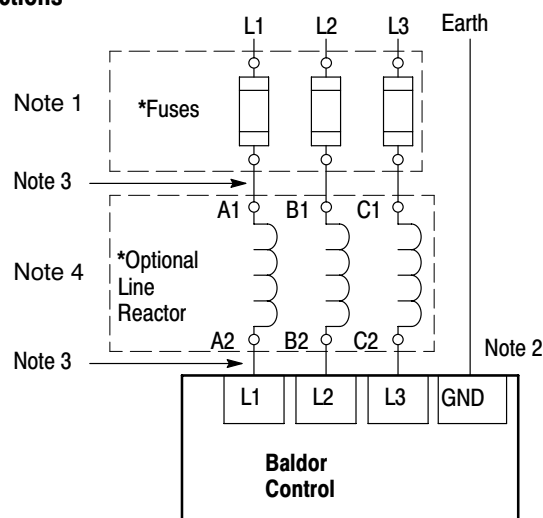 L1 L2 L3 Earth
Note 1
*Fuses
Note 3
A1 B1 C1
Note 4
*Optional
Line
Reactor
A2 B2 C2
Note 3
Note 2
L1 L2 L3 GND
Baldor
Control